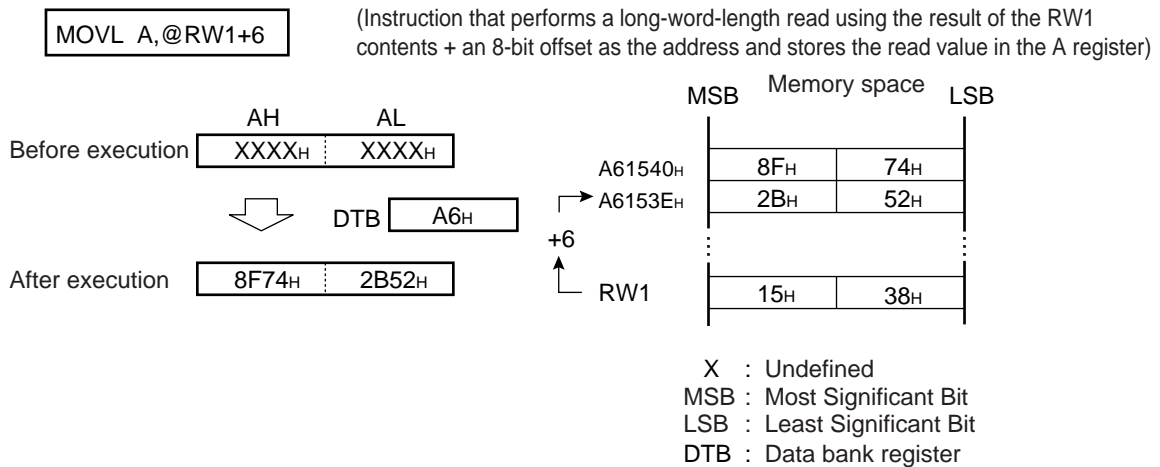 MOVL A,@RW1+6
(Instruction that performs a long-word-length read using the result of the RW1
contents + an 8-bit offset as the address and stores the read value in the A register)
Memory space
MSB LSB
AH AL
Before execution XXXXH XXXXH
A61540H 8FH 74H
A6153EH 2BH 52H
DTB A6H
+6
After execution 8F74H 2B52H
RW1 15H 38H
X : Undefined
MSB : Most Significant Bit
LSB : Least Significant Bit
DTB : Data bank register